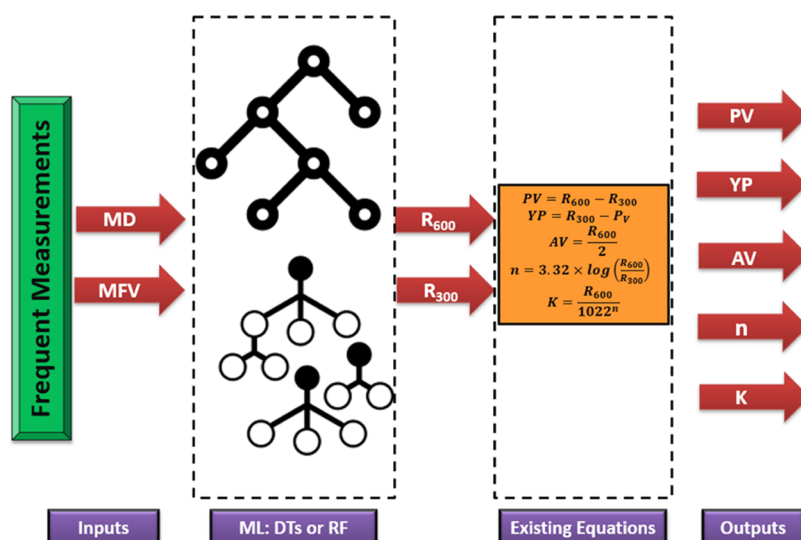 Frequent Measurements
MD
MFV
R600
R300
PV = R600 − R300
YP = R300 − PV
AV = R600 / 2
n = 3.32 × log (R600 / R300)
K = R600 / 1022^n
PV
YP
AV
n
K
Inputs
ML: DTs or RF
Existing Equations
Outputs